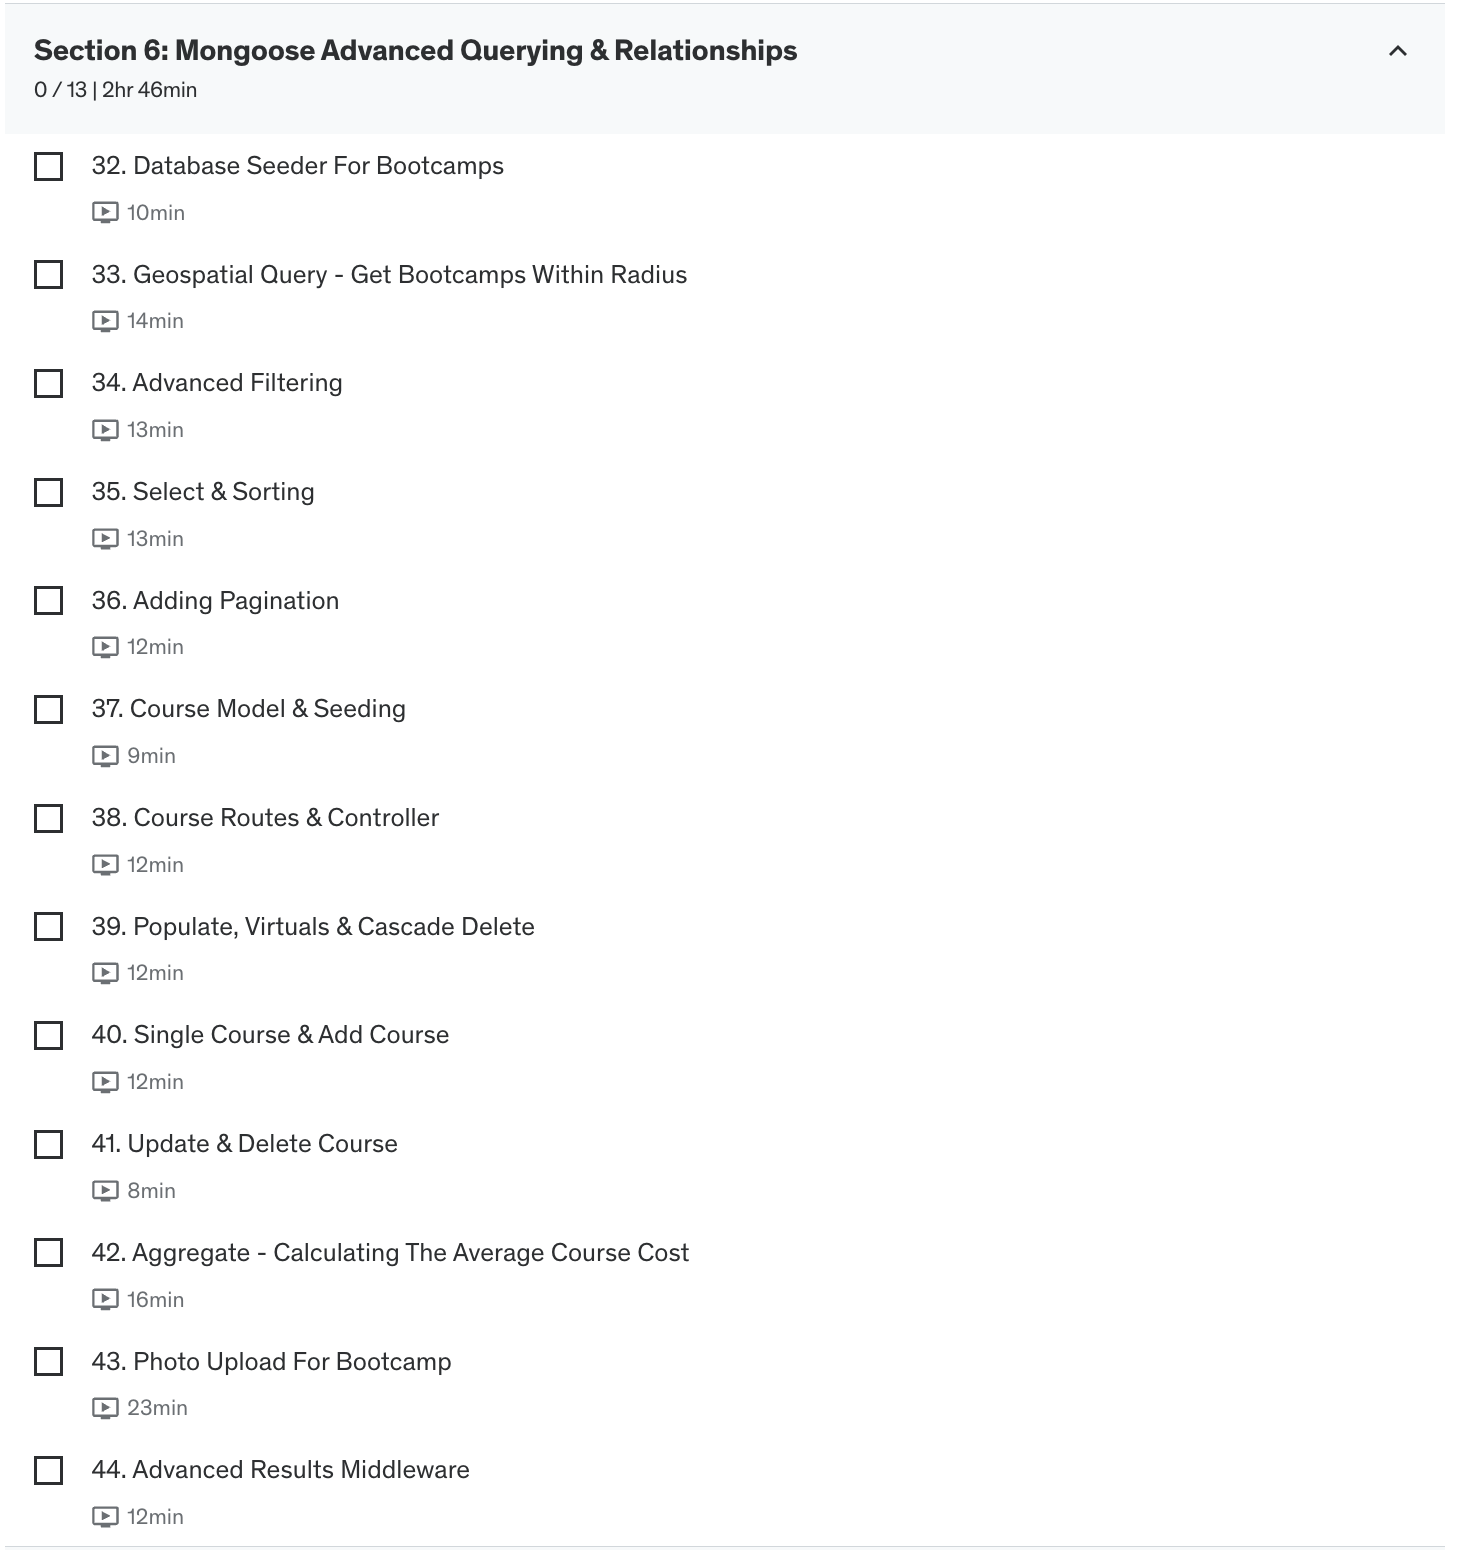 Section 6: Mongoose Advanced Querying & Relationships
0 / 13 | 2hr 46min
32. Database Seeder For Bootcamps
10min
33. Geospatial Query - Get Bootcamps Within Radius
14min
34. Advanced Filtering
13min
35. Select & Sorting
13min
36. Adding Pagination
12min
37. Course Model & Seeding
9min
38. Course Routes & Controller
12min
39. Populate, Virtuals & Cascade Delete
12min
40. Single Course & Add Course
12min
41. Update & Delete Course
8min
42. Aggregate - Calculating The Average Course Cost
16min
43. Photo Upload For Bootcamp
23min
44. Advanced Results Middleware
12min